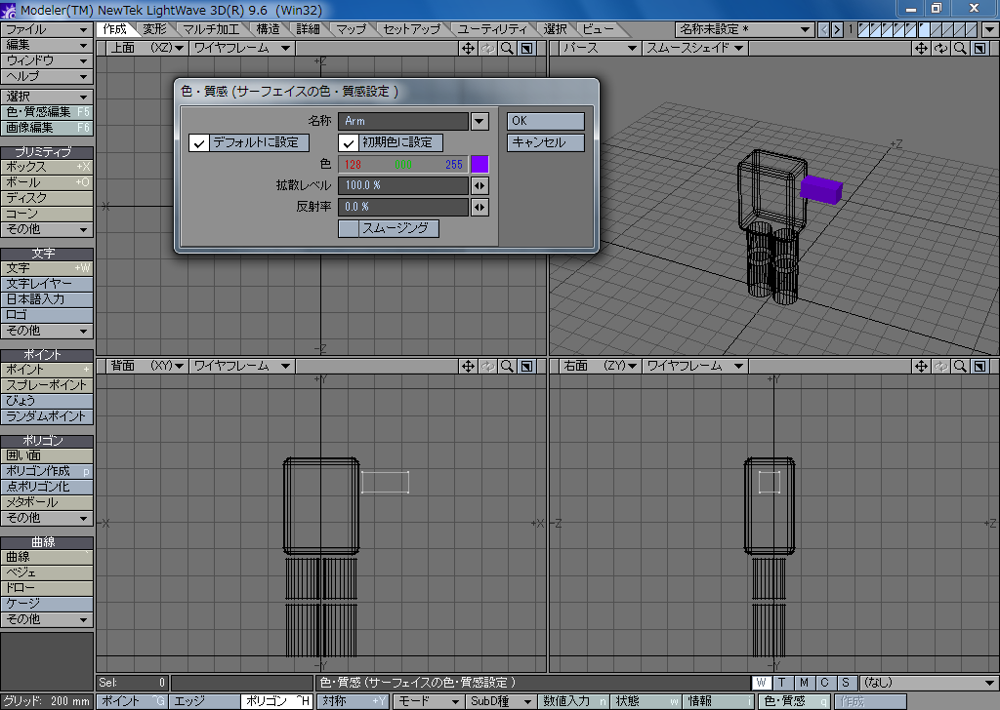 Modeler(TM) NewTek LightWave 3D(R) 9.6 (Win32)
ファイル 作成 変形 マルチ加工 構造 詳細 マップ セットアップ ユーティリティ 選択 ビュー 名称未設定 * 1
編集 上面 (XZ) ワイヤフレーム パース スムースシェイド
ウィンドウ
ヘルプ
選択
色・質感編集 F5
画像編集 F6
プリミティブ
ボックス +X
ボール +O
ディスク
コーン
その他
文字
文字 +W
文字レイヤー
日本語入力
ロゴ
その他
ポイント
ポイント +
スプレーポイント
びょう
ランダムポイント
ポリゴン
囲い面
ポリゴン作成 p
点ポリゴン化
メタボール
その他
曲線
曲線
ベジェ
ドロー
ケージ
その他
色・質感 (サーフェイスの色・質感設定 )
名称 Arm OK
デフォルトに設定 初期色に設定 キャンセル
色 128 000 255
拡散レベル 100.0 %
反射率 0.0 %
スムージング
+Z
-X
-Z
+Z
背面 (XY) ワイヤフレーム 右面 (ZY) ワイヤフレーム
+Y +Y
-X +X -Z +Z
-Y -Y
Sel: 0 色・質感 (サーフェイスの色・質感設定 ) W T M C S (なし)
グリッド: 200 mm ポイント ^G エッジ ポリゴン ^H 対称 +Y モード SubD種 数値入力 n 状態 w 情報 i 色・質感 q 作成